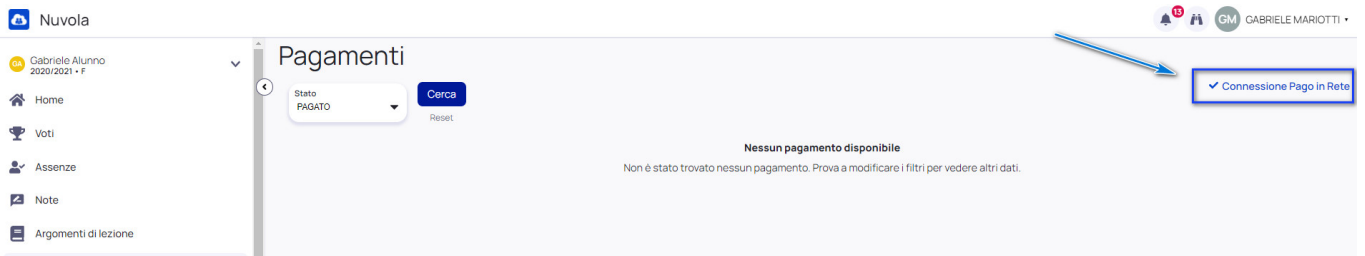 Nuvola
13
GM GABRIELE MARIOTTI
GA Gabriele Alunno
2020/2021 • F
Pagamenti
Stato
PAGATO
Cerca
Reset
Connessione Pago in Rete
Home
Voti
Assenze
Note
Argomenti di lezione
Nessun pagamento disponibile
Non è stato trovato nessun pagamento. Prova a modificare i filtri per vedere altri dati.